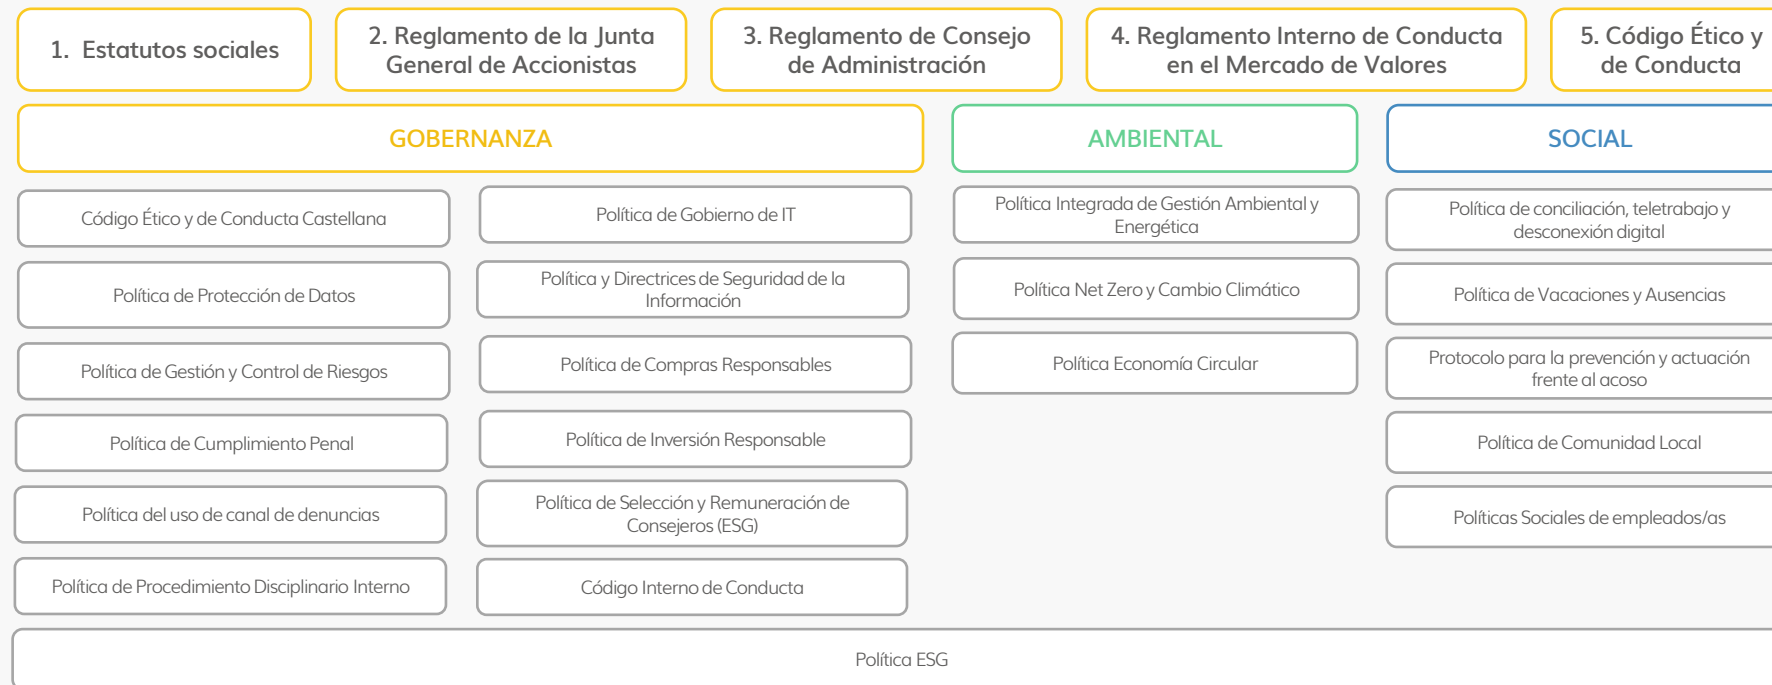 1. Estatutos sociales
2. Reglamento de la Junta
General de Accionistas
3. Reglamento de Consejo
de Administración
4. Reglamento Interno de Conducta
en el Mercado de Valores
5. Código Ético y
de Conducta
GOBERNANZA
Código Ético y de Conducta Castellana
Política de Protección de Datos
Política de Gestión y Control de Riesgos
Política de Cumplimiento Penal
Política del uso de canal de denuncias
Política de Procedimiento Disciplinario Interno
Política de Gobierno de IT
Política y Directrices de Seguridad de la
Información
Política de Compras Responsables
Política de Inversión Responsable
Política de Selección y Remuneración de
Consejeros (ESG)
Código Interno de Conducta
AMBIENTAL
Política Integrada de Gestión Ambiental y
Energética
Política Net Zero y Cambio Climático
Política Economía Circular
SOCIAL
Política de conciliación, teletrabajo y
desconexión digital
Política de Vacaciones y Ausencias
Protocolo para la prevención y actuación
frente al acoso
Política de Comunidad Local
Políticas Sociales de empleados/as
Política ESG